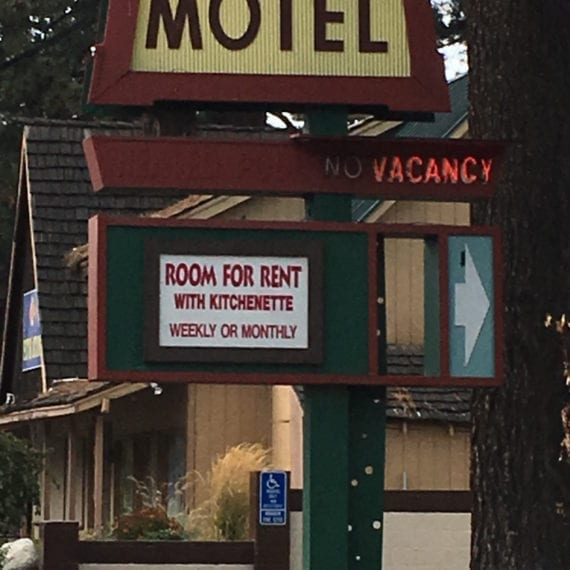 MOTEL
NO VACANCY
ROOM FOR RENT
WITH KITCHENETTE
WEEKLY OR MONTHLY